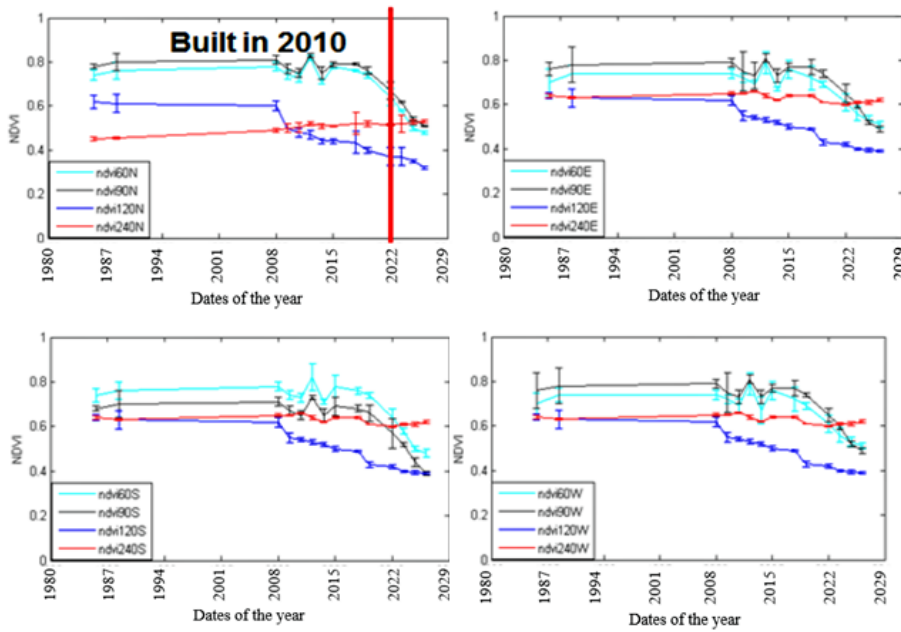 Built in 2010
1
0.8
0.6
0.4
0.2
0
NDVI
ndvi60N
ndvi90N
ndvi120N
ndvi240N
1980
1987
1994
2001
2008
2015
2022
2029
Dates of the year
1
0.8
0.6
0.4
0.2
0
NDVI
ndvi60E
ndvi90E
ndvi120E
ndvi240E
1980
1987
1994
2001
2008
2015
2022
2029
Dates of the year
1
0.8
0.6
0.4
0.2
0
NDVI
ndvi60S
ndvi90S
ndvi120S
ndvi240S
1980
1987
1994
2001
2008
2015
2022
2029
Dates of the year
1
0.8
0.6
0.4
0.2
0
NDVI
ndvi60W
ndvi90W
ndvi120W
ndvi240W
1980
1987
1994
2001
2008
2015
2022
2029
Dates of the year